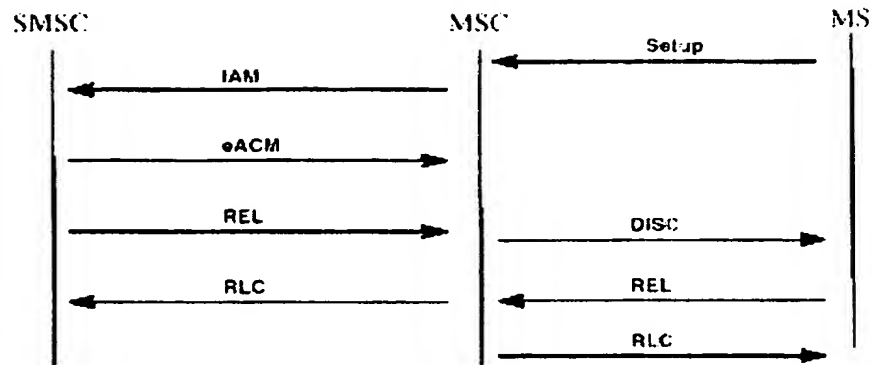 SMSC MSC MS
Setup
IAM
eACM
REL
DISC
RLC REL
RLC